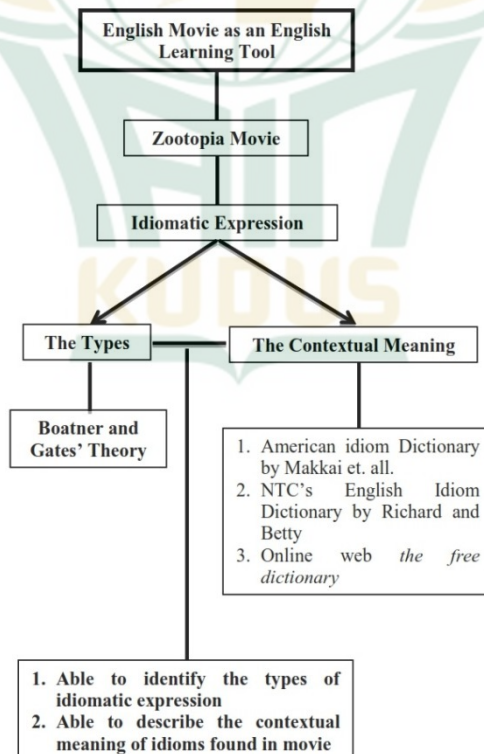 English Movie as an English
Learning Tool
Zootopia Movie
Idiomatic Expression
KUDUS
The Types
The Contextual Meaning
Boatner and
Gates' Theory
1. American idiom Dictionary
by Makkai et. all.
2. NTC's English Idiom
Dictionary by Richard and
Betty
3. Online web the free
dictionary
1. Able to identify the types of
idiomatic expression
2. Able to describe the contextual
meaning of idioms found in movie